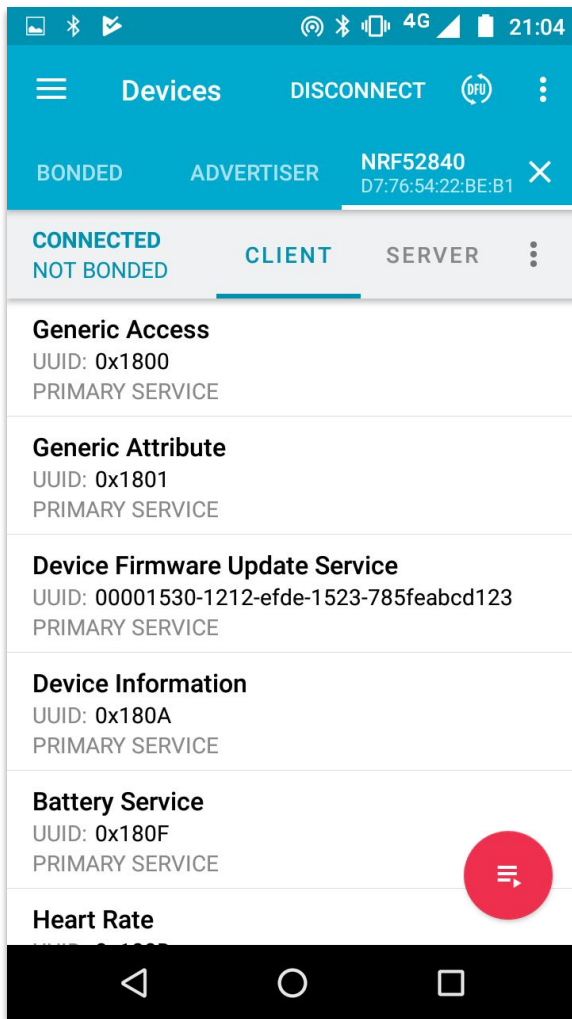 4G 21:04
Devices DISCONNECT DFU
BONDED ADVERTISER NRF52840
D7:76:54:22:BE:B1
CONNECTED
NOT BONDED
CLIENT SERVER
Generic Access
UUID: 0x1800
PRIMARY SERVICE
Generic Attribute
UUID: 0x1801
PRIMARY SERVICE
Device Firmware Update Service
UUID: 00001530-1212-efde-1523-785feabcd123
PRIMARY SERVICE
Device Information
UUID: 0x180A
PRIMARY SERVICE
Battery Service
UUID: 0x180F
PRIMARY SERVICE
Heart Rate